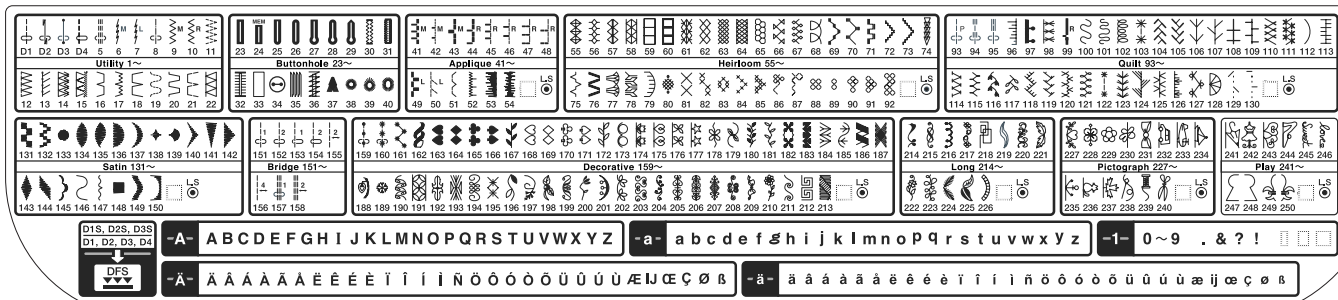 D1 D2 D3 D4 5 6 7 8 9 10 11
Utility 1~
12 13 14 15 16 17 18 19 20 21 22
MEM
23 24 25 26 27 28 29 30 31
Buttonhole 23~
32 33 34 35 36 37 38 39 40
41 42 43 44 45 46 47 48
Applique 41~
49 50 51 52 53 54 L S
55 56 57 58 59 60 61 62 63 64 65 66 67 68 69 70 71 72 73 74
Heirloom 55~
75 76 77 78 79 80 81 82 83 84 85 86 87 88 89 90 91 92 L S
93 94 95 96 97 98 99 100 101 102 103 104 105 106 107 108 109 110 111 112 113
Quilt 93~
114 115 116 117 118 119 120 121 122 123 124 125 126 127 128 129 130 L S
131 132 133 134 135 136 137 138 139 140 141 142
Satin 131~
143 144 145 146 147 148 149 150 L S
151 152 153 154 155
Bridge 151~
156 157 158
159 160 161 162 163 164 165 166 167 168 169 170 171 172 173 174 175 176 177 178 179 180 181 182 183 184 185 186 187
Decorative 159~
188 189 190 191 192 193 194 195 196 197 198 199 200 201 202 203 204 205 206 207 208 209 210 211 212 213 L S
214 215 216 217 218 219 220 221
Long 214~
222 223 224 225 226 L S
227 228 229 230 231 232 233 234
Pictograph 227~
235 236 237 238 239 240 L S
241 242 243 244 245 246
Play 241~
247 248 249 250 L S
D1S, D2S, D3S
D1, D2, D3, D4
DFS
-A- A B C D E F G H I J K L M N O P Q R S T U V W X Y Z
-a- a b c d e f g h i j k l m n o p q r s t u v w x y z
-1- 0~9 . & ? !
-Ä- Ä Â Á À Ã Å Ë Ê É È Ï Î Í Ì Ñ Ö Ô Ó Ò Õ Ü Û Ú Ù Æ IJ Œ Ç Ø ß
-ä- ä â á à ã å ë ê é è ï î í ì ñ ö ô ó ò õ ü û ú ù æ ij œ ç ø ß